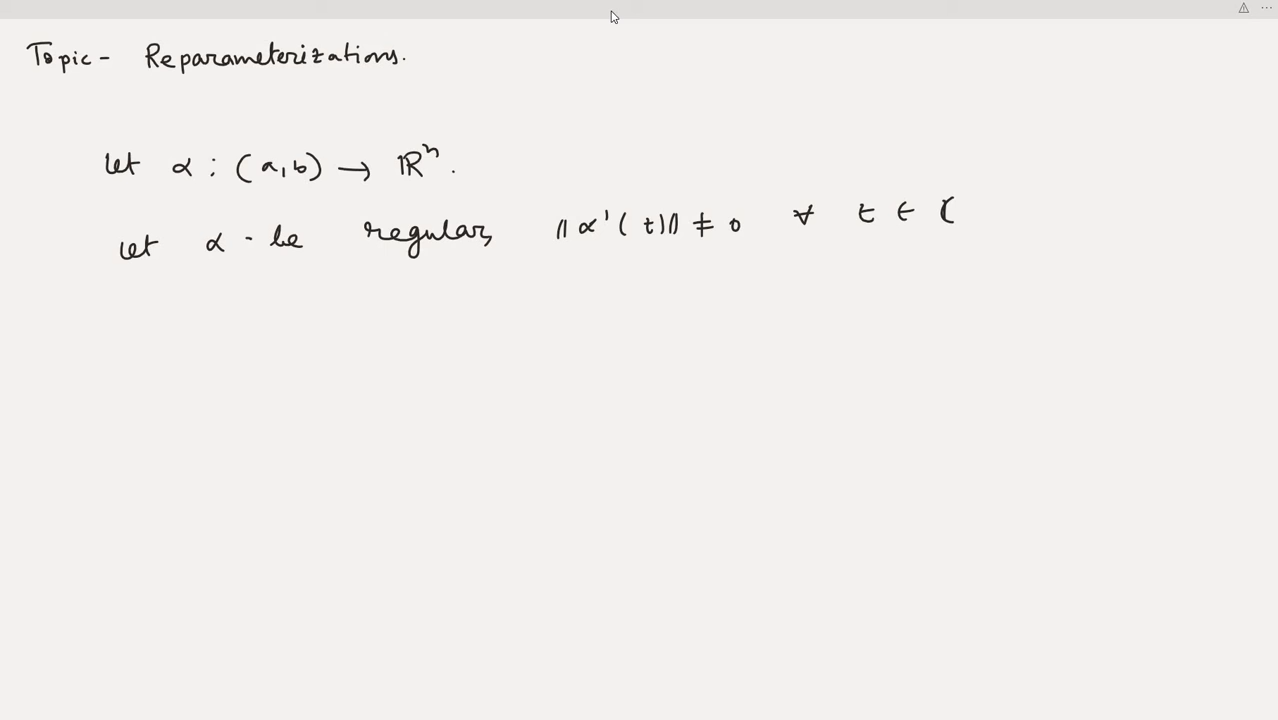 Topic - Reparameterizations.
let α : (a,b) → ℝⁿ.
let α - be regular, ||α'(t)|| ≠ 0 ∀ t ∈ (